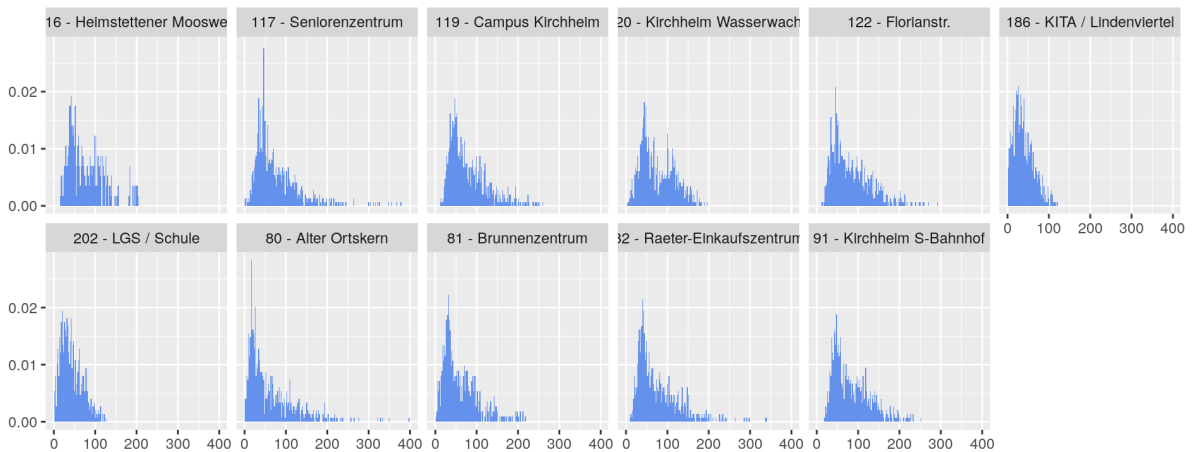 16 - Heimstettener Mooswe
117 - Seniorenzentrum
119 - Campus Kirchheim
20 - Kirchheim Wasserwach
122 - Florianstr.
186 - KITA / Lindenviertel
0.02
0.01
0.00
0 100 200 300 400
202 - LGS / Schule
80 - Alter Ortskern
81 - Brunnenzentrum
82 - Raeter-Einkaufszentrum
91 - Kirchheim S-Bahnhof
0.02
0.01
0.00
0 100 200 300 400
0 100 200 300 400
0 100 200 300 400
0 100 200 300 400
0 100 200 300 400